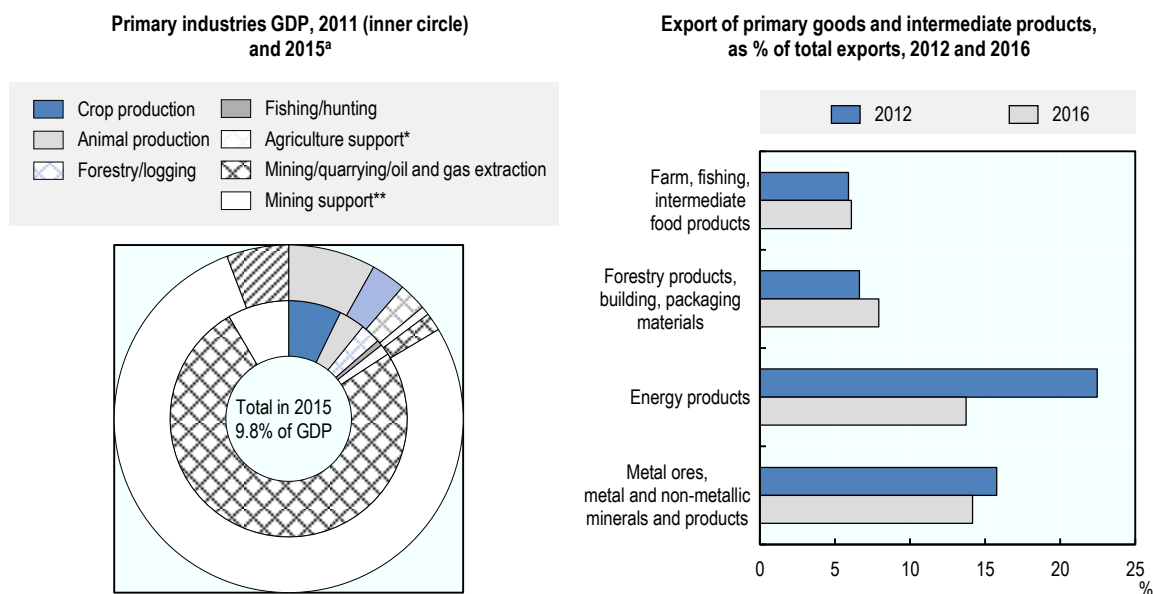 Primary industries GDP, 2011 (inner circle)
and 2015ª
Crop production
Fishing/hunting
Animal production
Agriculture support*
Forestry/logging
Mining/quarrying/oil and gas extraction
Mining support**
Total in 2015
9.8% of GDP
Export of primary goods and intermediate products,
as % of total exports, 2012 and 2016
2012
2016
Farm, fishing,
intermediate
food products
Forestry products,
building, packaging
materials
Energy products
Metal ores,
metal and non-metallic
minerals and products
0 5 10 15 20 25
%